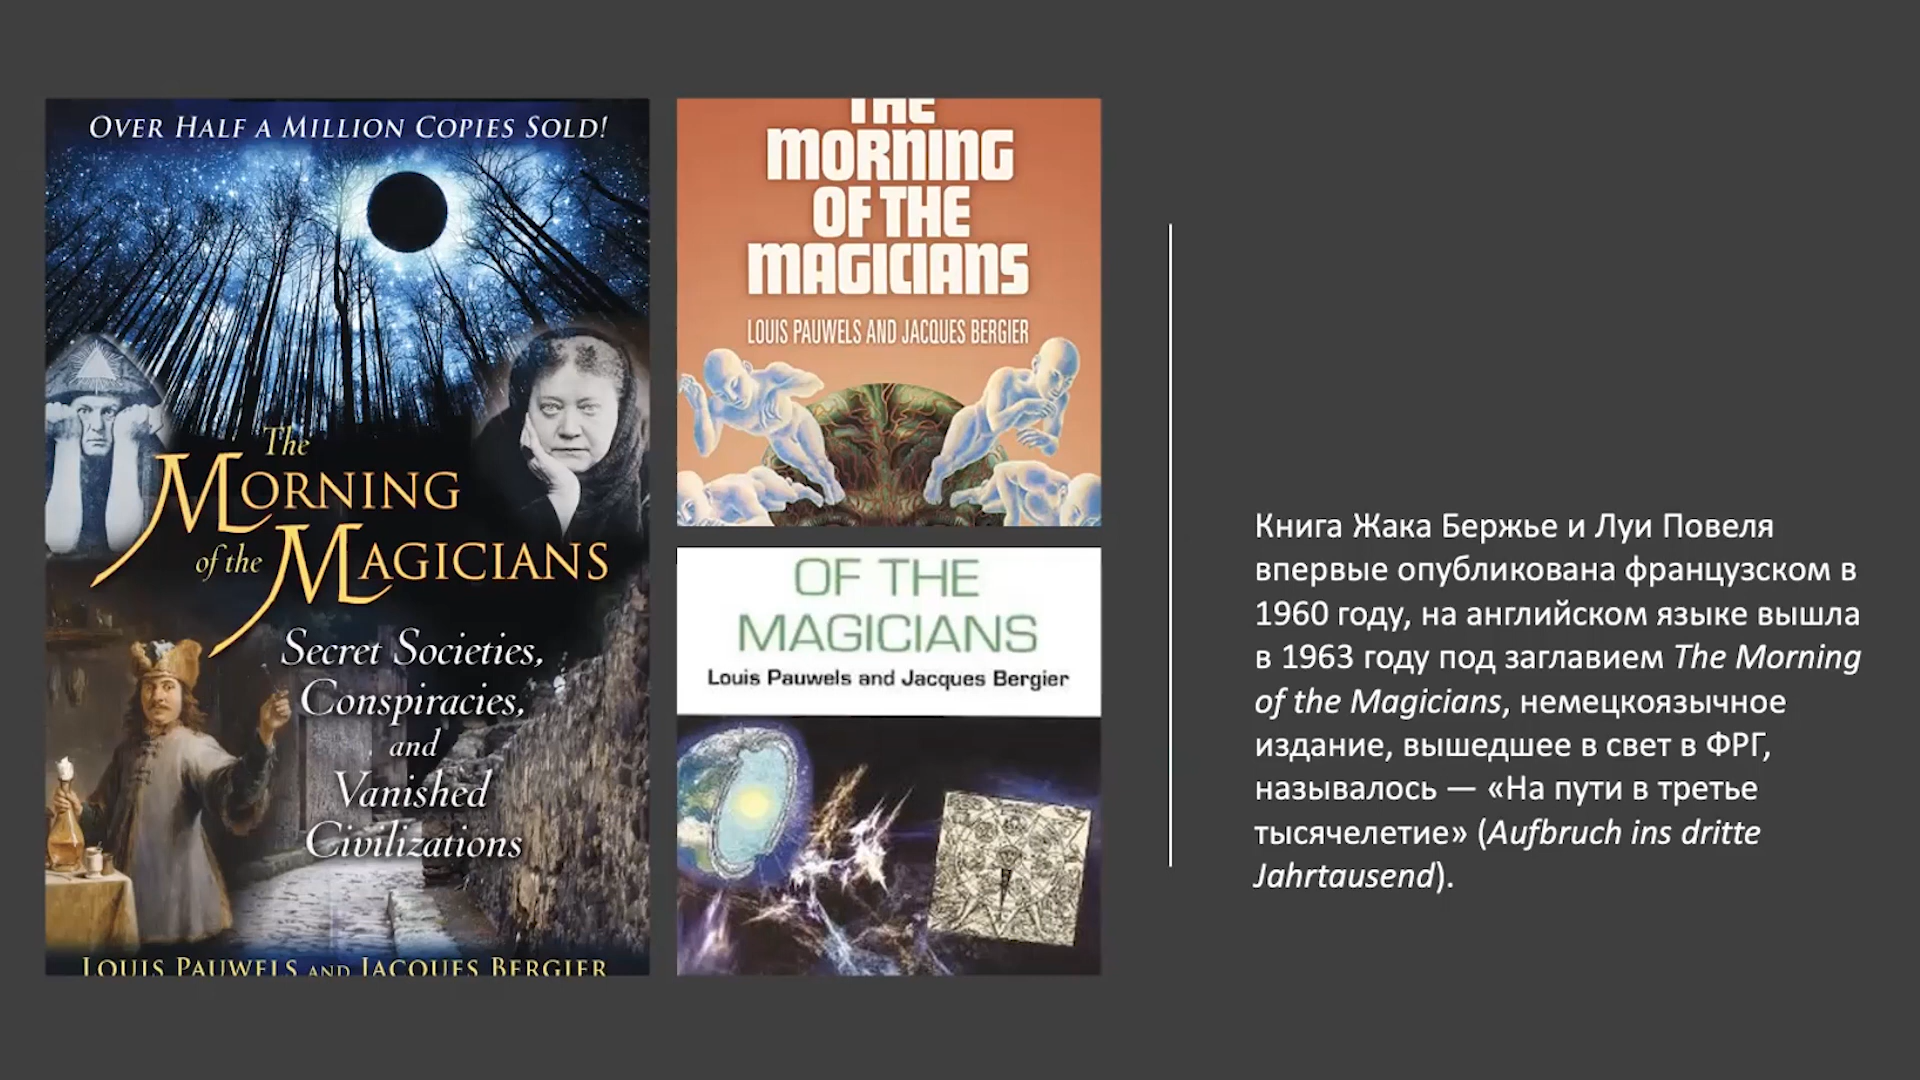 OVER HALF A MILLION COPIES SOLD!
The
MORNING
of the MAGICIANS
Secret Societies,
Conspiracies,
and
Vanished
Civilizations
LOUIS PAUWELS AND JACQUES BERGIER
THE
MORNING
OF THE
MAGICIANS
LOUIS PAUWELS AND JACQUES BERGIER
OF THE
MAGICIANS
Louis Pauwels and Jacques Bergier
Книга Жака Бержье и Луи Повеля
впервые опубликована французском в
1960 году, на английском языке вышла
в 1963 году под заглавием The Morning
of the Magicians, немецкоязычное
издание, вышедшее в свет в ФРГ,
называлось — «На пути в третье
тысячелетие» (Aufbruch ins dritte
Jahrtausend).